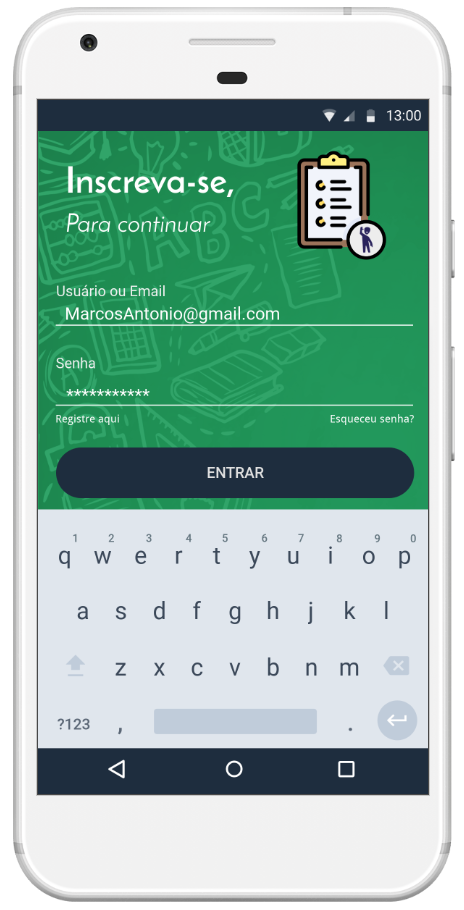 13:00
Inscreva-se,
Para continuar
ABC
Usuário ou Email
MarcosAntonio@gmail.com
Senha
***********
Registre aqui
Esqueceu senha?
ENTRAR
1 2 3 4 5 6 7 8 9 0
q w e r t y u i o p
a s d f g h j k l
z x c v b n m
?123 , .